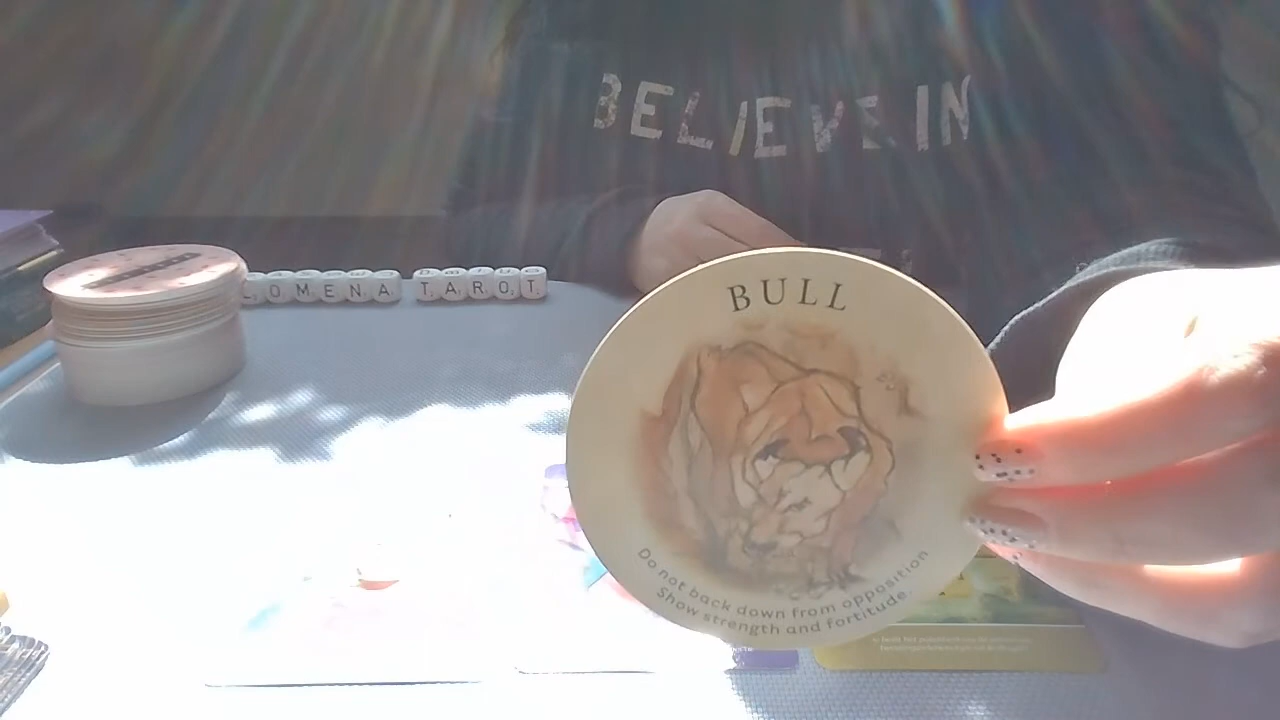 BELIEVE IN
LOMENA TAROT
BULL
Do not back down from opposition
Show strength and fortitude